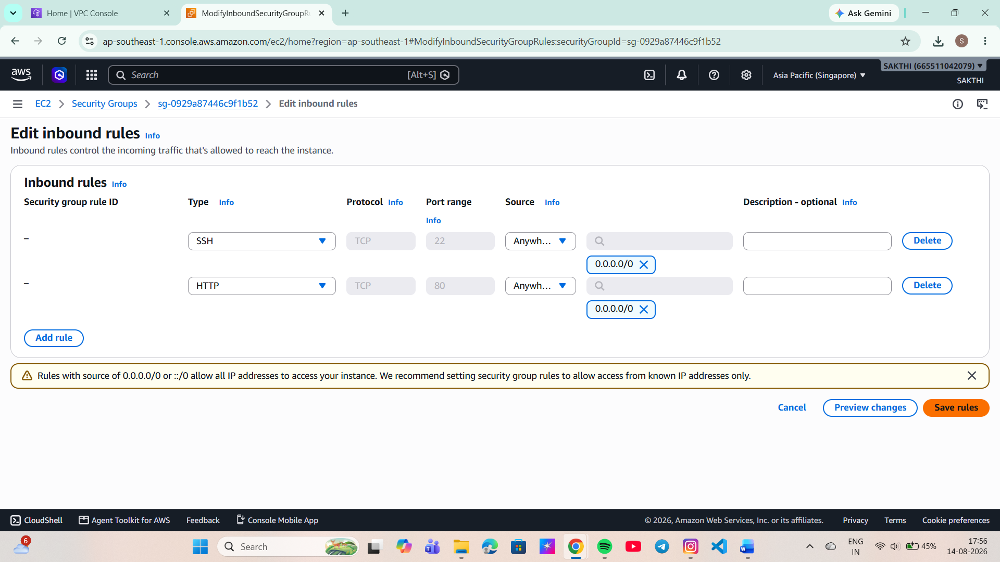 Home | VPC Console
ModifyInboundSecurityGroupR
Ask Gemini
ap-southeast-1.console.aws.amazon.com/ec2/home?region=ap-southeast-1#ModifyInboundSecurityGroupRules:securityGroupId=sg-0929a87446c9f1b52
S
aws
Search
[Alt+S]
Asia Pacific (Singapore)
SAKTHI (665511042079)
SAKTHI
EC2
Security Groups
sg-0929a87446c9f1b52
Edit inbound rules
Edit inbound rules Info
Inbound rules control the incoming traffic that's allowed to reach the instance.
Inbound rules Info
Security group rule ID
Type Info
Protocol Info
Port range
Info
Source Info
Description - optional Info
– SSH TCP 22 Anywh... Delete
0.0.0.0/0
– HTTP TCP 80 Anywh... Delete
0.0.0.0/0
Add rule
Rules with source of 0.0.0.0/0 or ::/0 allow all IP addresses to access your instance. We recommend setting security group rules to allow access from known IP addresses only.
Cancel
Preview changes
Save rules
CloudShell
Agent Toolkit for AWS
Feedback
Console Mobile App
© 2026, Amazon Web Services, Inc. or its affiliates.
Privacy
Terms
Cookie preferences
6
Search
ENG
IN
45%
17:56
14-08-2026